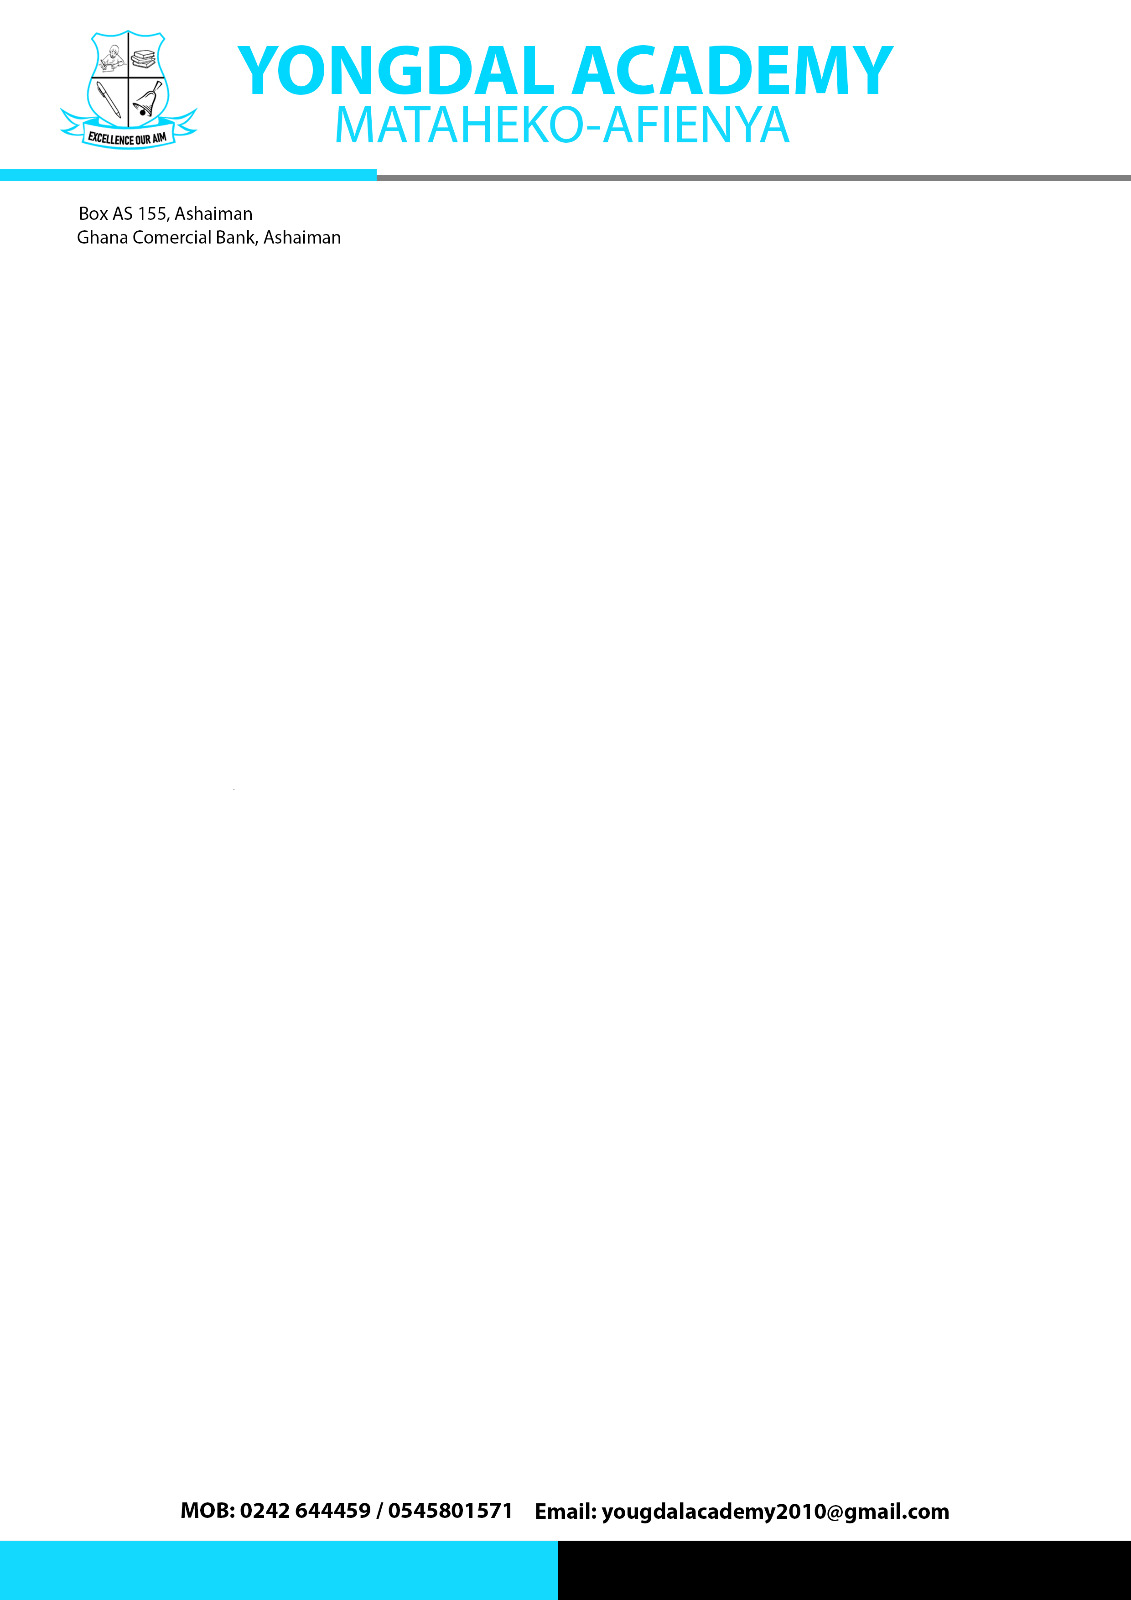 YONGDAL ACADEMY
MATAHEKO-AFIENYA
EXCELLENCE OUR AIM
Box AS 155, Ashaiman
Ghana Comercial Bank, Ashaiman
MOB: 0242 644459 / 0545801571 Email: yougdalacademy2010@gmail.com